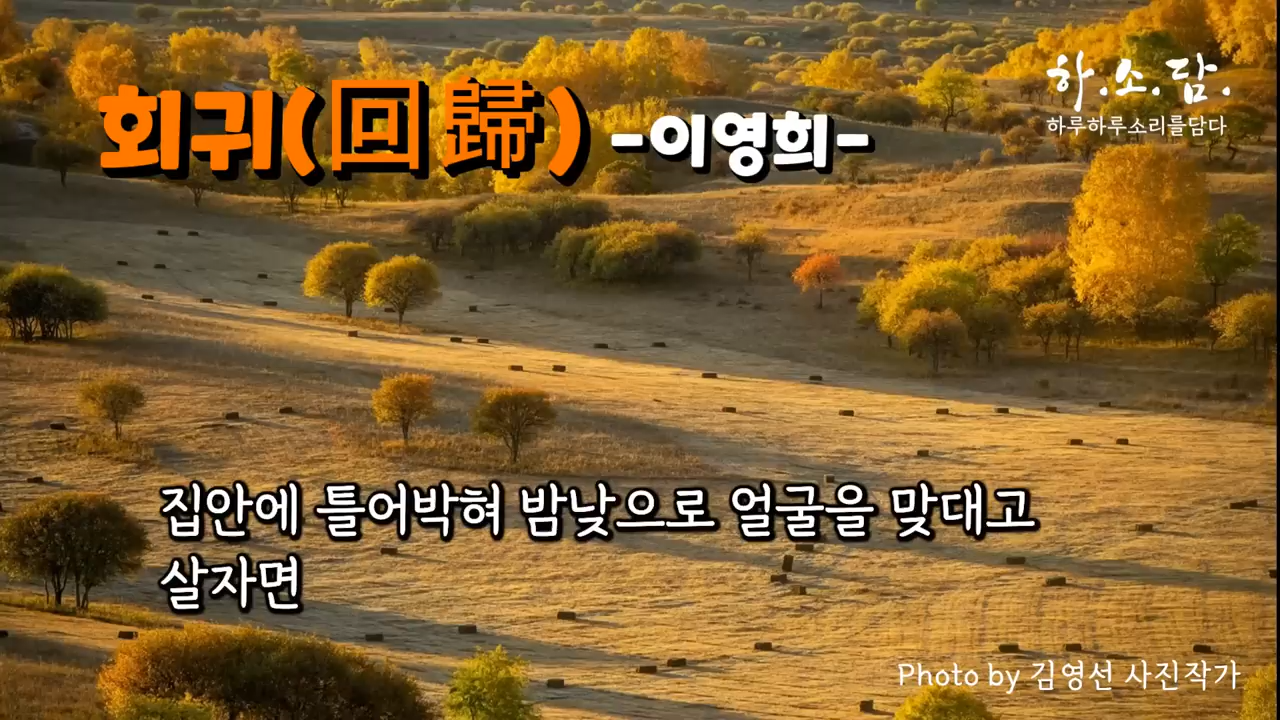 회귀(回歸) -이영희-
하.소.담.
하루하루소리를담다
집안에 틀어박혀 밤낮으로 얼굴을 맞대고
살자면
Photo by 김영선 사진작가